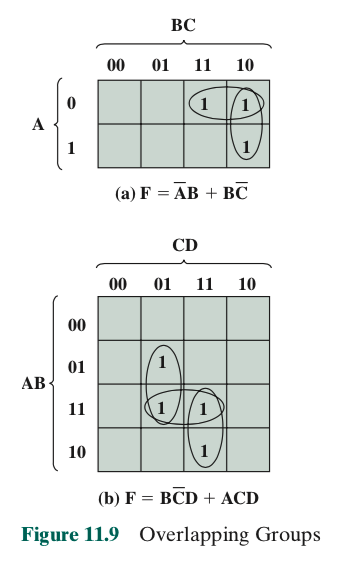 BC
00 01 11 10
0 1 1
A
1 1
(a) F = A̅B + BC̅
CD
00 01 11 10
00
01 1
AB
11 1 1
10 1
(b) F = BC̅D + ACD
Figure 11.9 Overlapping Groups